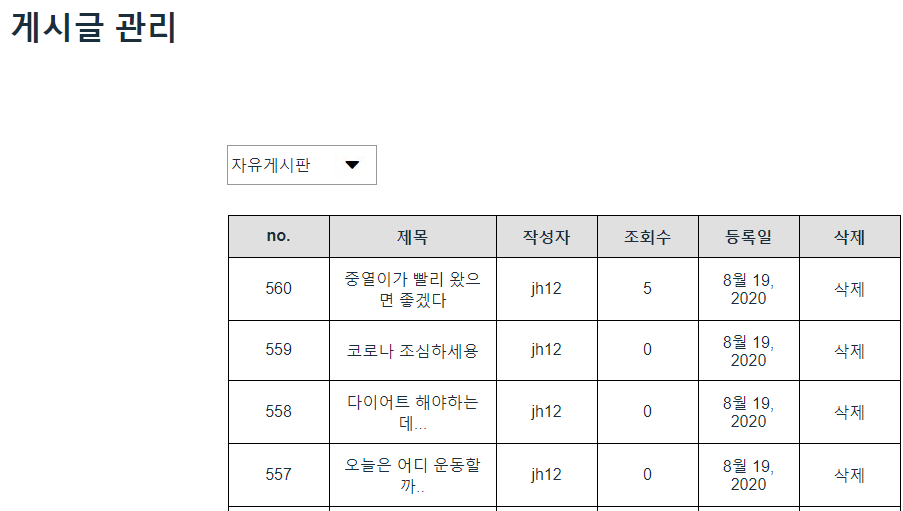 게시글 관리
자유게시판
no. 제목 작성자 조회수 등록일 삭제
560 중열이가 빨리 왔으 jh12 5 8월 19, 삭제
면 좋겠다 2020
559 코로나 조심하세용 jh12 0 8월 19, 삭제
2020
558 다이어트 해야하는 jh12 0 8월 19, 삭제
데... 2020
557 오늘은 어디 운동할 jh12 0 8월 19, 삭제
까.. 2020